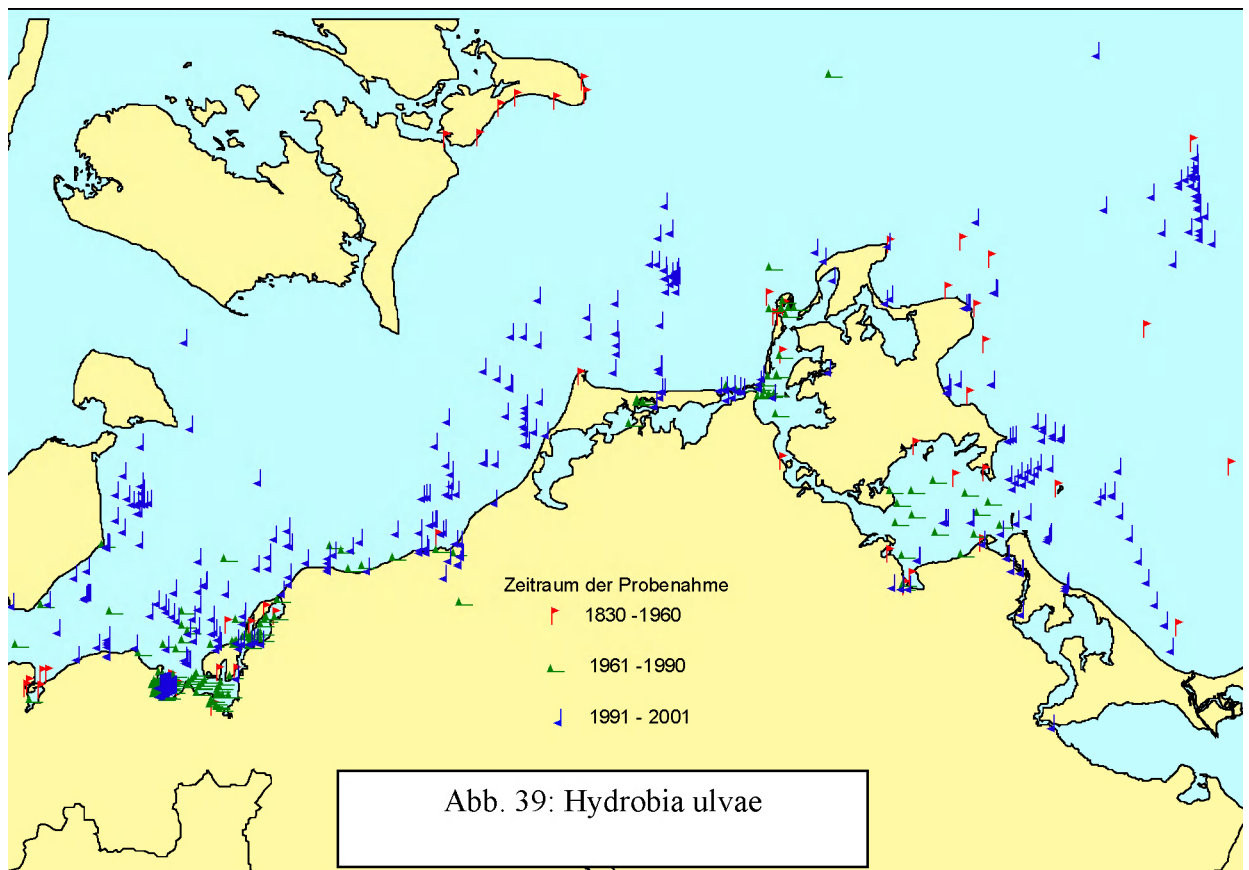 Zeitraum der Probenahme
1830 -1960
1961 -1990
1991 - 2001
Abb. 39: Hydrobia ulvae